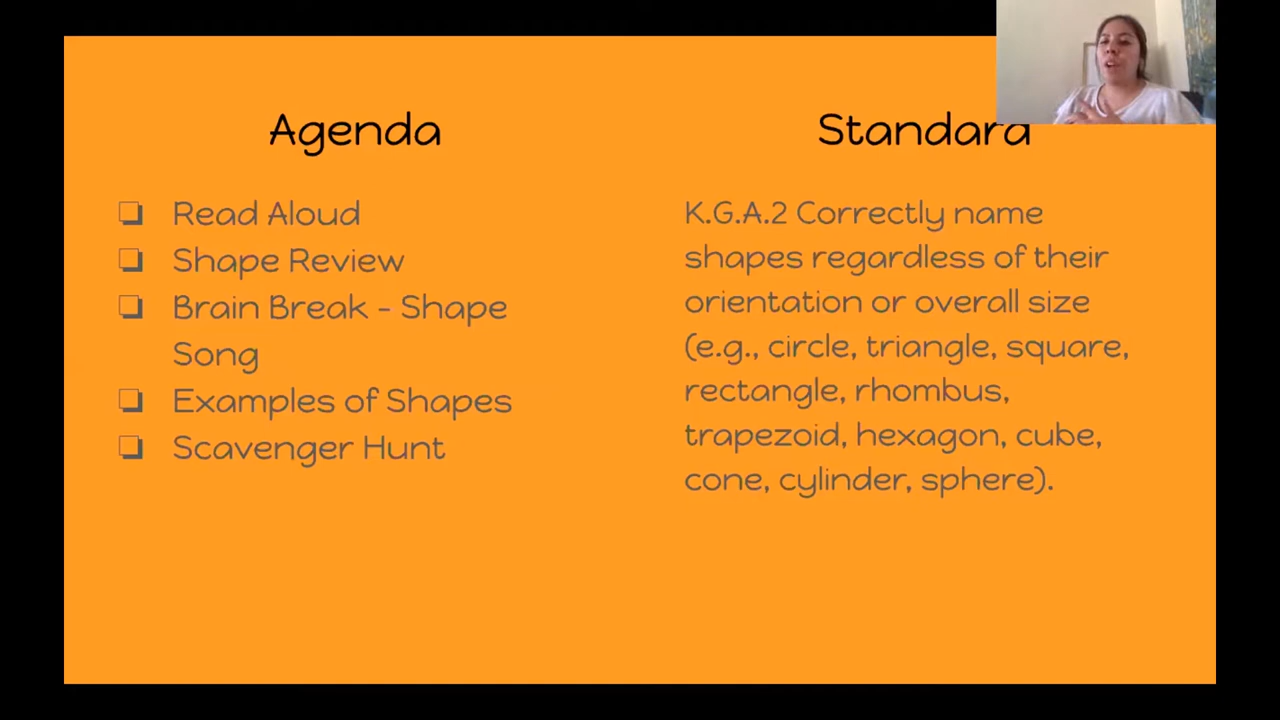 Agenda
❏ Read Aloud
❏ Shape Review
❏ Brain Break - Shape
Song
❏ Examples of Shapes
❏ Scavenger Hunt
Standard
K.G.A.2 Correctly name
shapes regardless of their
orientation or overall size
(e.g., circle, triangle, square,
rectangle, rhombus,
trapezoid, hexagon, cube,
cone, cylinder, sphere).